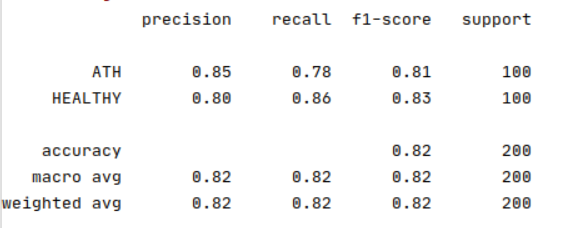 precision recall f1-score support
ATH 0.85 0.78 0.81 100
HEALTHY 0.80 0.86 0.83 100
accuracy 0.82 200
macro avg 0.82 0.82 0.82 200
weighted avg 0.82 0.82 0.82 200